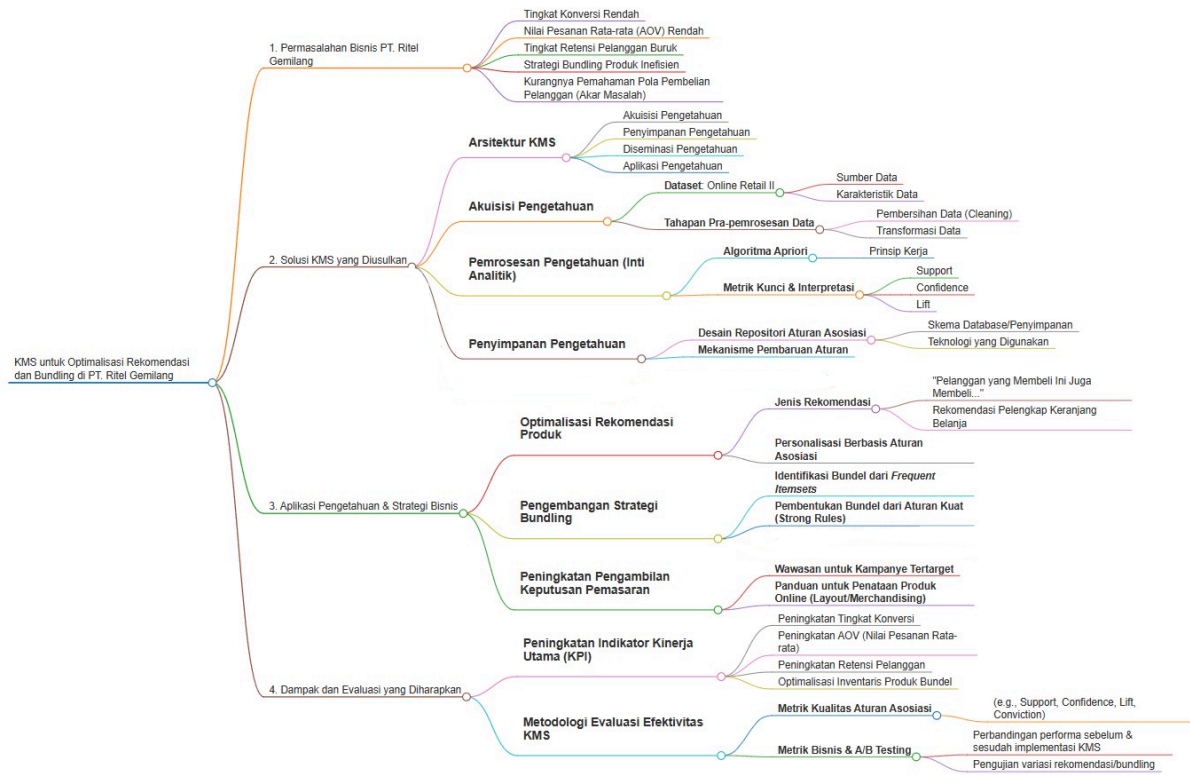 KMS untuk Optimalisasi Rekomendasi
dan Bundling di PT. Ritel Gemilang
1. Permasalahan Bisnis PT. Ritel
Gemilang
Tingkat Konversi Rendah
Nilai Pesanan Rata-rata (AOV) Rendah
Tingkat Retensi Pelanggan Buruk
Strategi Bundling Produk Inefisien
Kurangnya Pemahaman Pola Pembelian
Pelanggan (Akar Masalah)
2. Solusi KMS yang Diusulkan
Arsitektur KMS
Akuisisi Pengetahuan
Penyimpanan Pengetahuan
Diseminasi Pengetahuan
Aplikasi Pengetahuan
Akuisisi Pengetahuan
Dataset: Online Retail II
Sumber Data
Karakteristik Data
Tahapan Pra-pemrosesan Data
Pembersihan Data (Cleaning)
Transformasi Data
Pemrosesan Pengetahuan (Inti
Analitik)
Algoritma Apriori
Prinsip Kerja
Metrik Kunci & Interpretasi
Support
Confidence
Lift
Penyimpanan Pengetahuan
Desain Repositori Aturan Asosiasi
Skema Database/Penyimpanan
Teknologi yang Digunakan
Mekanisme Pembaruan Aturan
3. Aplikasi Pengetahuan & Strategi Bisnis
Optimalisasi Rekomendasi
Produk
Jenis Rekomendasi
"Pelanggan yang Membeli Ini Juga
Membeli..."
Rekomendasi Pelengkap Keranjang
Belanja
Personalisasi Berbasis Aturan
Asosiasi
Pengembangan Strategi
Bundling
Identifikasi Bundel dari Frequent
Itemsets
Pembentukan Bundel dari Aturan Kuat
(Strong Rules)
Peningkatan Pengambilan
Keputusan Pemasaran
Wawasan untuk Kampanye Tertarget
Panduan untuk Penataan Produk
Online (Layout/Merchandising)
4. Dampak dan Evaluasi yang Diharapkan
Peningkatan Indikator Kinerja
Utama (KPI)
Peningkatan Tingkat Konversi
Peningkatan AOV (Nilai Pesanan Rata-
rata)
Peningkatan Retensi Pelanggan
Optimalisasi Inventaris Produk Bundel
Metodologi Evaluasi Efektivitas
KMS
Metrik Kualitas Aturan Asosiasi
(e.g., Support, Confidence, Lift,
Conviction)
Metrik Bisnis & A/B Testing
Perbandingan performa sebelum &
sesudah implementasi KMS
Pengujian variasi rekomendasi/bundling